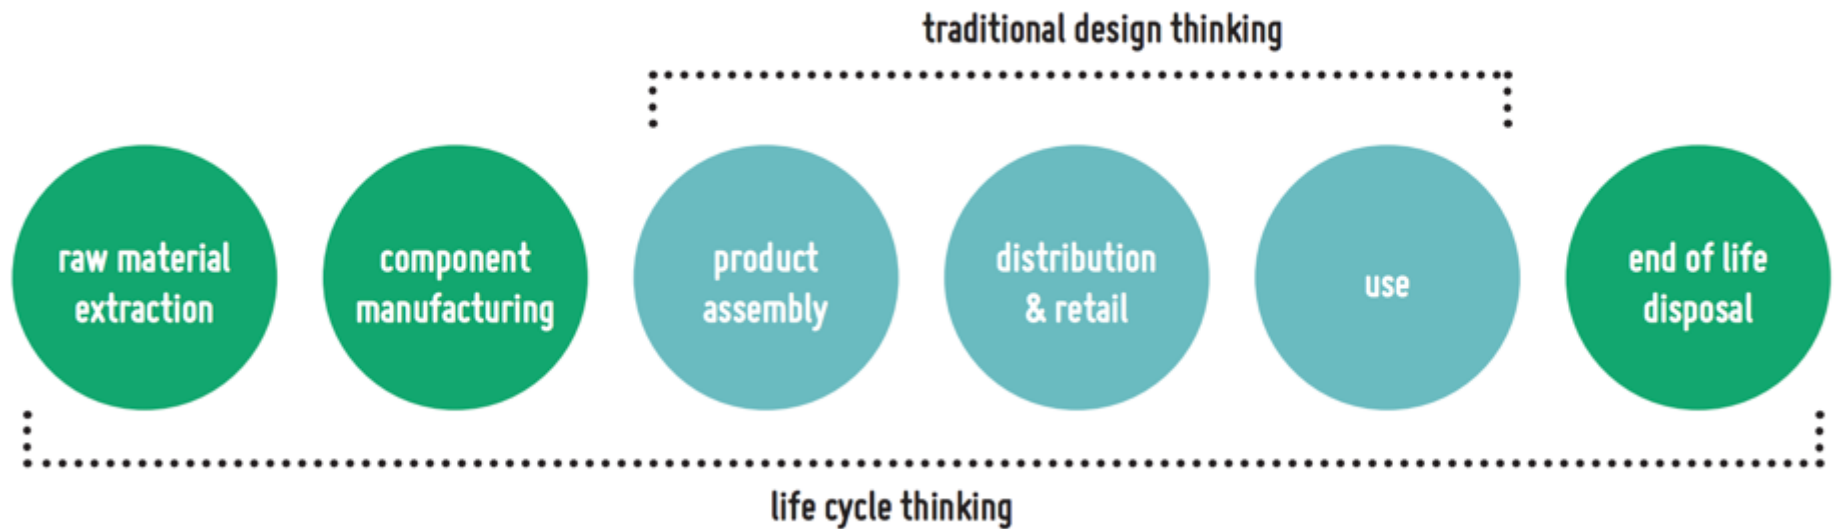 traditional design thinking
raw material
extraction
component
manufacturing
product
assembly
distribution
& retail
use
end of life
disposal
life cycle thinking